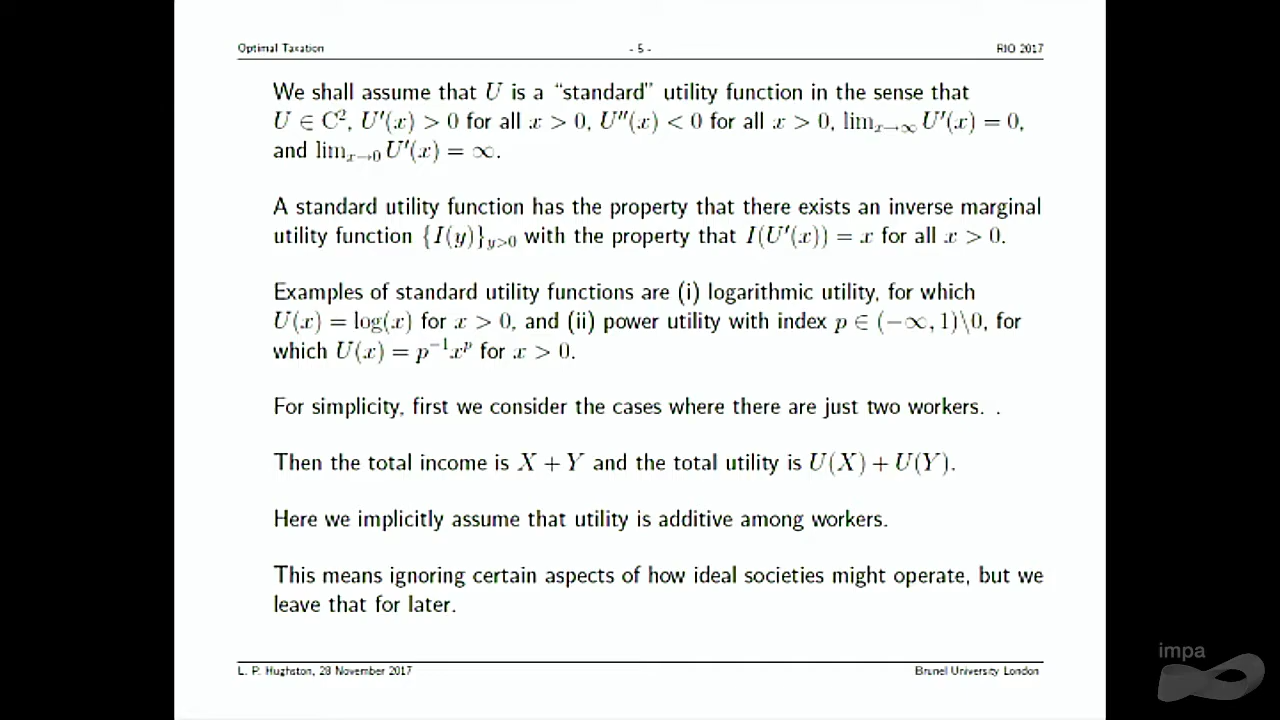 Optimal Taxation - 5 - RIO 2017
We shall assume that U is a “standard” utility function in the sense that
U ∈ C², U′(x) > 0 for all x > 0, U″(x) < 0 for all x > 0, lim_{x→∞} U′(x) = 0,
and lim_{x→0} U′(x) = ∞.
A standard utility function has the property that there exists an inverse marginal
utility function {I(y)}_{y>0} with the property that I(U′(x)) = x for all x > 0.
Examples of standard utility functions are (i) logarithmic utility, for which
U(x) = log(x) for x > 0, and (ii) power utility with index p ∈ (−∞, 1)\0, for
which U(x) = p⁻¹xᵖ for x > 0.
For simplicity, first we consider the cases where there are just two workers. .
Then the total income is X + Y and the total utility is U(X) + U(Y).
Here we implicitly assume that utility is additive among workers.
This means ignoring certain aspects of how ideal societies might operate, but we
leave that for later.
L. P. Hughston, 28 November 2017 Brunel University London
impa